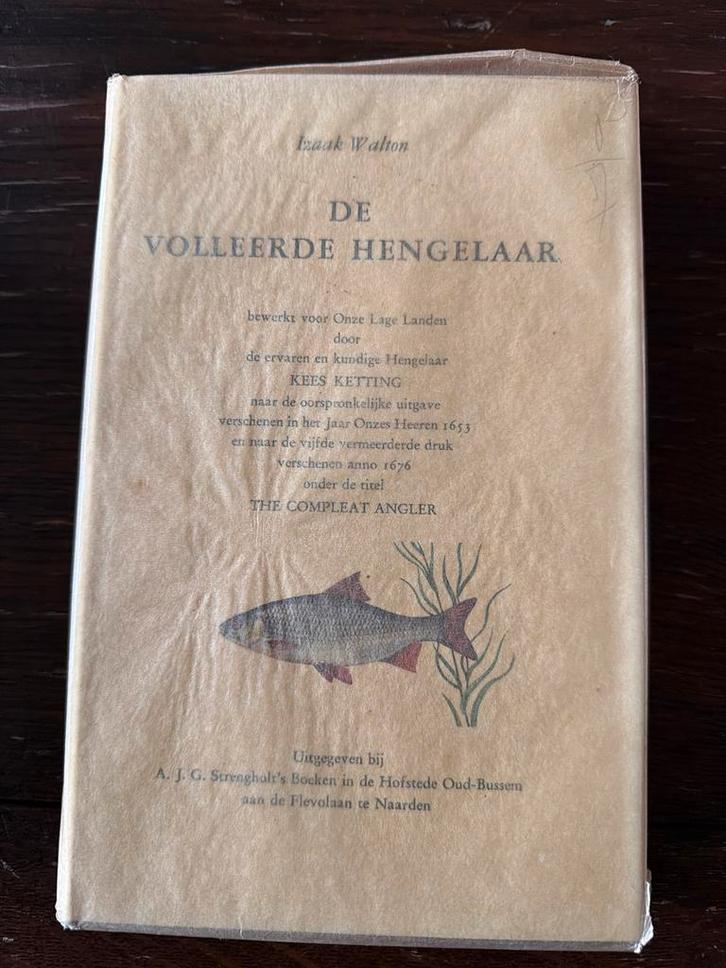 Izaak Walton
DE
VOLLEERDE HENGELAAR
bewerkt voor Onze Lage Landen
door
de ervaren en kundige Hengelaar
KEES KETTING
naar de oorspronkelijke uitgave
verschenen in het Jaar Onzes Heeren 1653
en naar de vijfde vermeerderde druk
verschenen anno 1676
onder de titel
THE COMPLEAT ANGLER
Uitgegeven bij
A. J. G. Strengholt's Boeken in de Hofstede Oud-Bussem
aan de Flevolaan te Naarden